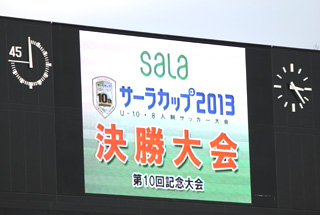 45
sala
10th
サーラカップ2013
U-10・8人制サッカー大会
決勝大会
第10回記念大会